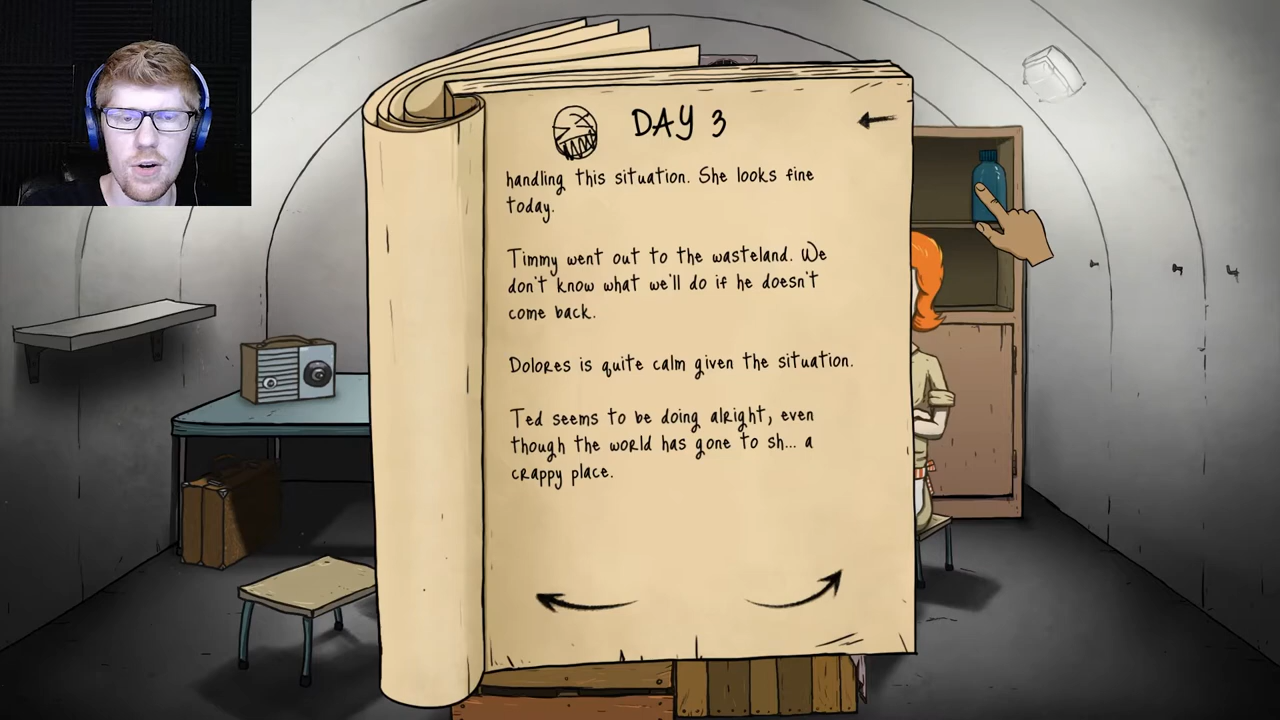 DAY 3
handling this situation. She looks fine
today.
Timmy went out to the wasteland. We
don't know what we'll do if he doesn't
come back.
Dolores is quite calm given the situation.
Ted seems to be doing alright, even
though the world has gone to sh... a
crappy place.